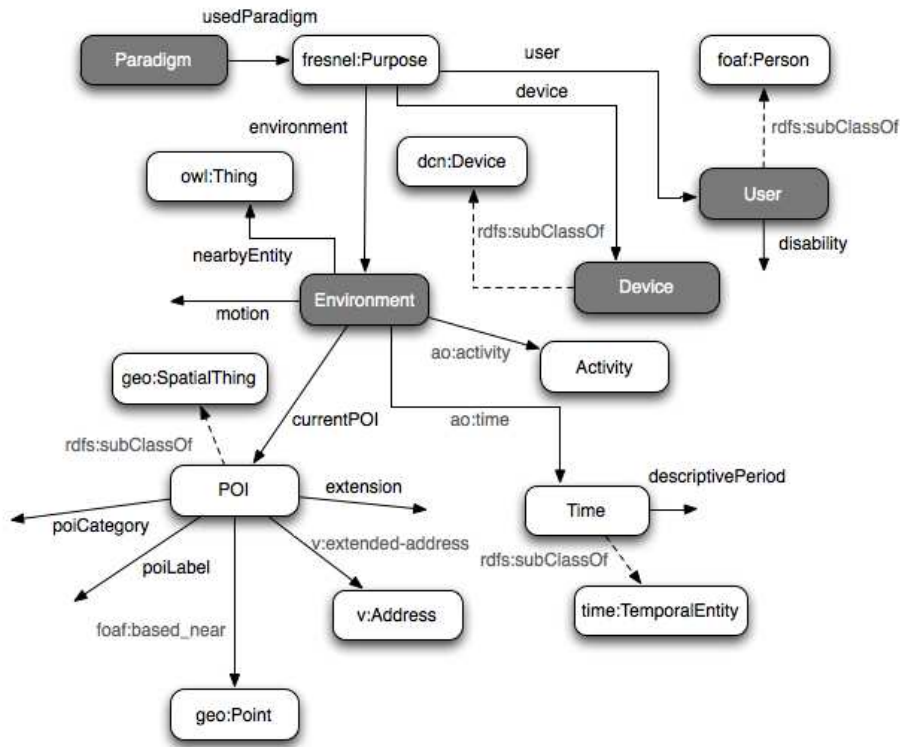 usedParadigm
Paradigm
fresnel:Purpose
user
foaf:Person
device
environment
rdfs:subClassOf
dcn:Device
owl:Thing
User
rdfs:subClassOf
nearbyEntity
disability
Environment
Device
motion
ao:activity
Activity
geo:SpatialThing
currentPOI
ao:time
rdfs:subClassOf
descriptivePeriod
POI
extension
Time
poiCategory
v:extended-address
rdfs:subClassOf
poiLabel
v:Address
time:TemporalEntity
foaf:based_near
geo:Point